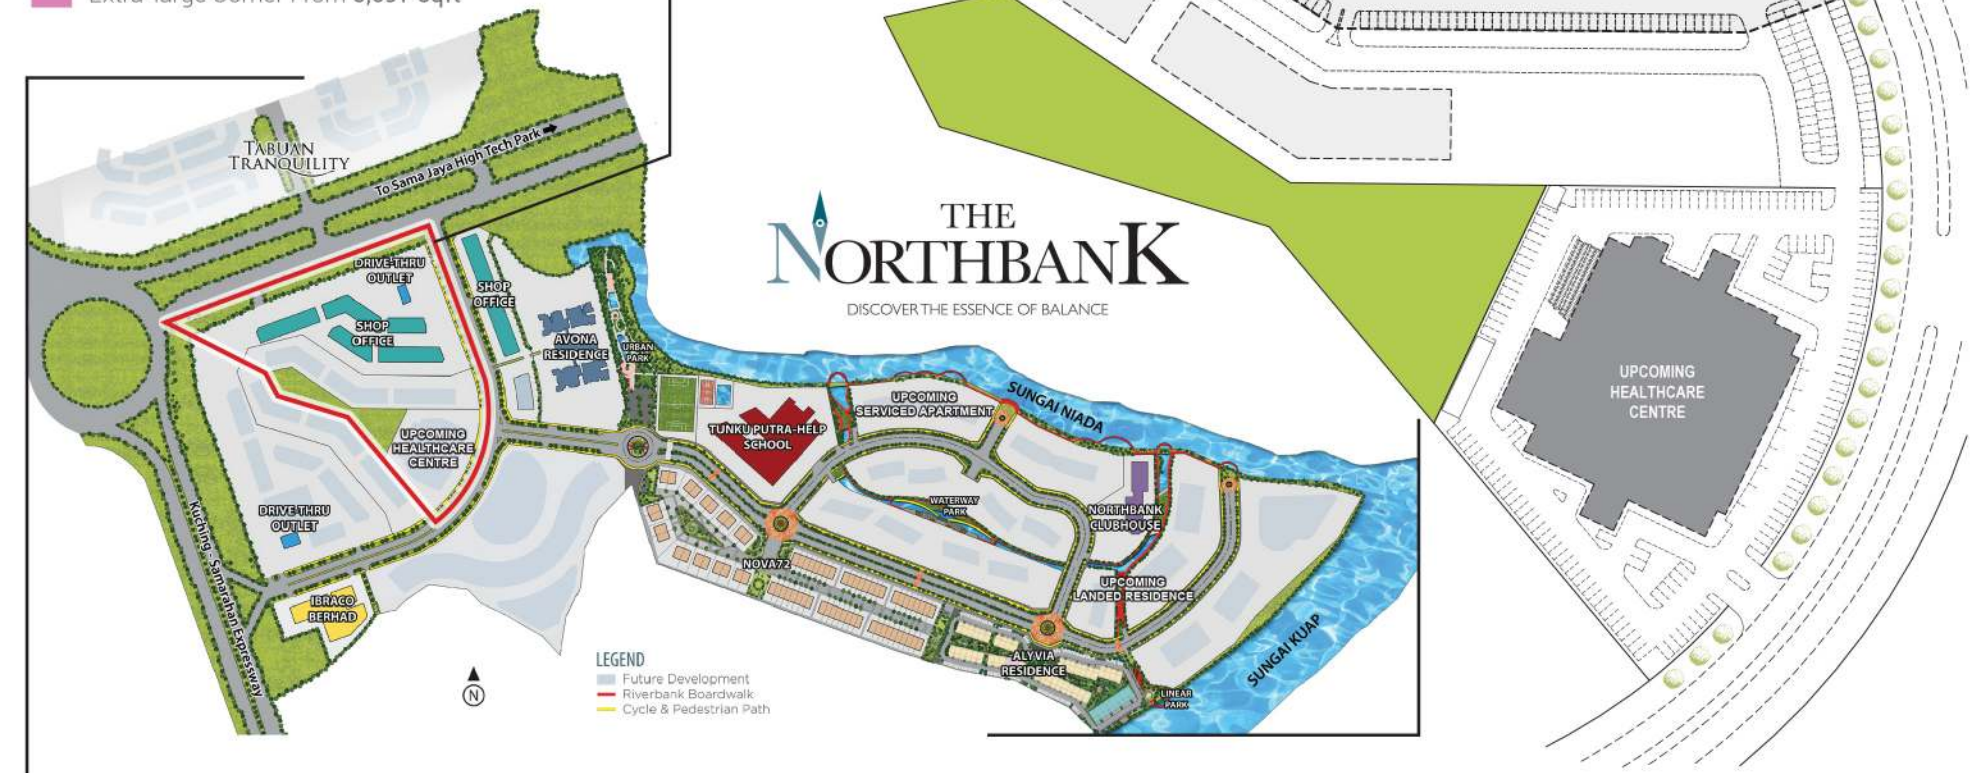 TABUAN
TRANQUILITY
To Sama Jaya High Tech Park
DRIVE-THRU
OUTLET
SHOP
OFFICE
SHOP
OFFICE
AVONA
RESIDENCE
URBAN
PARK
UPCOMING
HEALTHCARE
CENTRE
DRIVE-THRU
OUTLET
Kuching - Samarahan Expressway
IBRACO
BERHAD
THE
NORTHBANK
DISCOVER THE ESSENCE OF BALANCE
TUNKU PUTRA-HELP
SCHOOL
UPCOMING
SERVICED APARTMENT
SUNGAI NIADA
WATERWAY
PARK
NORTHBANK
CLUBHOUSE
NOVA72
UPCOMING
LANDED RESIDENCE
ALYVIA
RESIDENCE
LINEAR
PARK
SUNGAI KUAP
N
LEGEND
Future Development
Riverbank Boardwalk
Cycle & Pedestrian Path
UPCOMING
HEALTHCARE
CENTRE